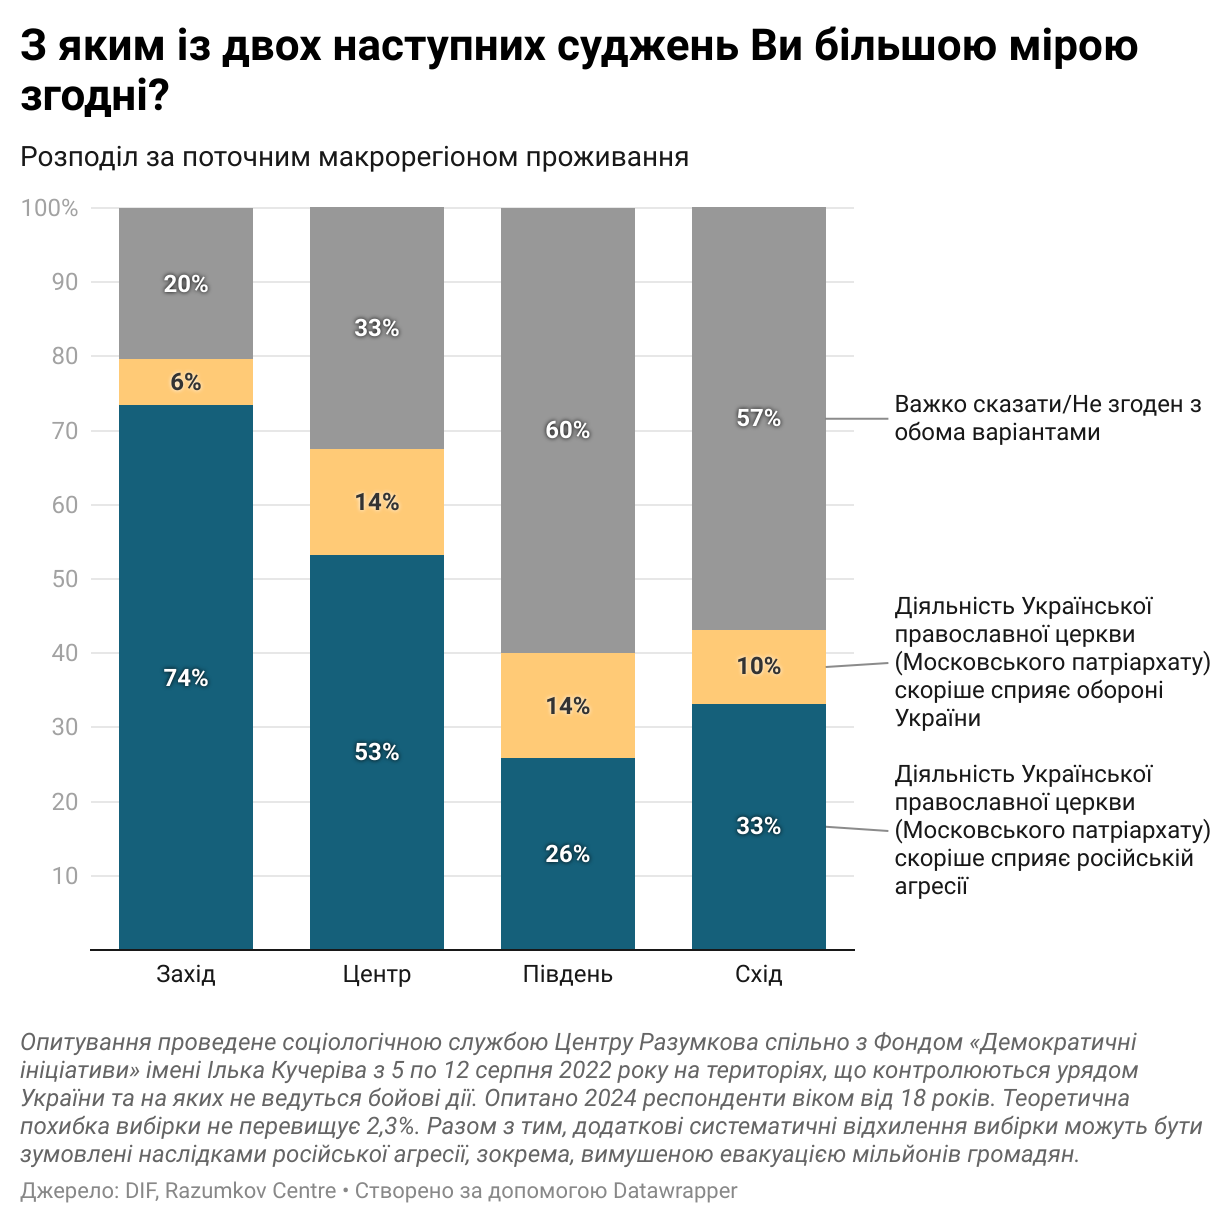 З яким із двох наступних суджень Ви більшою мірою
згодні?
Розподіл за поточним макрорегіоном проживання
100%
90
80
70
60
50
40
30
20
10
20%
6%
74%
33%
14%
53%
60%
14%
26%
57%
10%
33%
Важко сказати/Не згоден з
обома варіантами
Діяльність Української
православної церкви
(Московського патріархату)
скоріше сприяє обороні
України
Діяльність Української
православної церкви
(Московського патріархату)
скоріше сприяє російській
агресії
Захід
Центр
Південь
Схід
Опитування проведене соціологічною службою Центру Разумкова спільно з Фондом «Демократичні
ініціативи» імені Ілька Кучеріва з 5 по 12 серпня 2022 року на територіях, що контролюються урядом
України та на яких не ведуться бойові дії. Опитано 2024 респонденти віком від 18 років. Теоретична
похибка вибірки не перевищує 2,3%. Разом з тим, додаткові систематичні відхилення вибірки можуть бути
зумовлені наслідками російської агресії, зокрема, вимушеною евакуацією мільйонів громадян.
Джерело: DIF, Razumkov Centre • Створено за допомогою Datawrapper